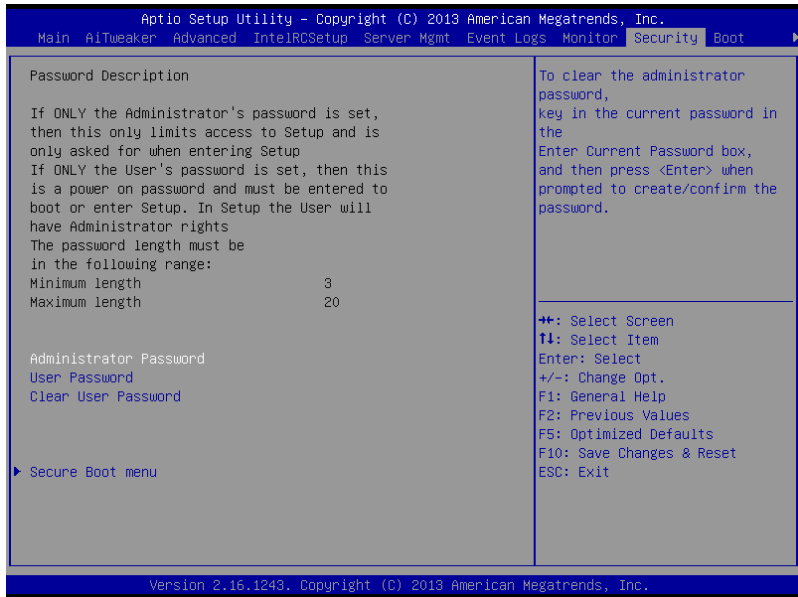 Aptio Setup Utility – Copyright (C) 2013 American Megatrends, Inc.
Main AiTweaker Advanced IntelRCSetup Server Mgmt Event Logs Monitor Security Boot
Password Description
If ONLY the Administrator's password is set,
then this only limits access to Setup and is
only asked for when entering Setup
If ONLY the User's password is set, then this
is a power on password and must be entered to
boot or enter Setup. In Setup the User will
have Administrator rights
The password length must be
in the following range:
Minimum length 3
Maximum length 20
Administrator Password
User Password
Clear User Password
Secure Boot menu
To clear the administrator
password,
key in the current password in
the
Enter Current Password box,
and then press <Enter> when
prompted to create/confirm the
password.
→←: Select Screen
↑↓: Select Item
Enter: Select
+/-: Change Opt.
F1: General Help
F2: Previous Values
F5: Optimized Defaults
F10: Save Changes & Reset
ESC: Exit
Version 2.16.1243. Copyright (C) 2013 American Megatrends, Inc.